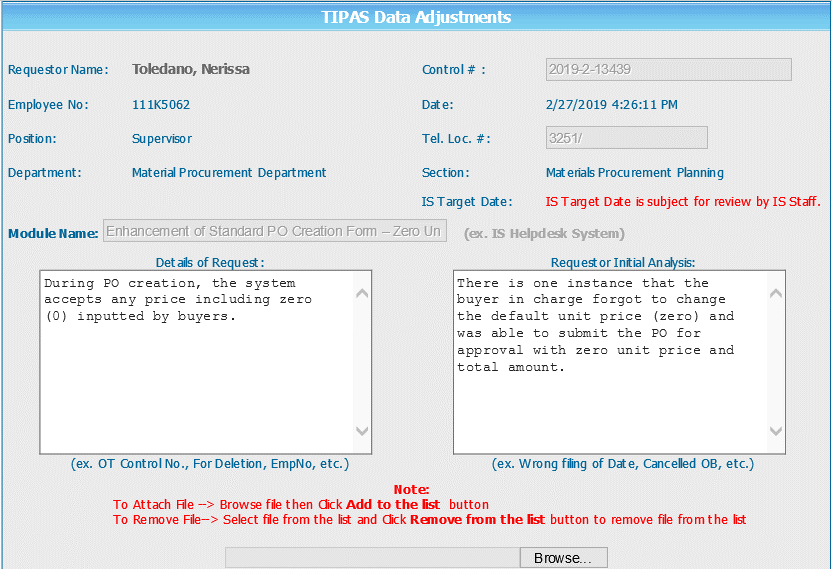 TIPAS Data Adjustments
Requestor Name: Toledano, Nerissa Control # : 2019-2-13439
Employee No: 111K5062 Date: 2/27/2019 4:26:11 PM
Position: Supervisor Tel. Loc. #: 3251/
Department: Material Procurement Department Section: Materials Procurement Planning
IS Target Date: IS Target Date is subject for review by IS Staff.
Module Name: Enhancement of Standard PO Creation Form – Zero Un (ex. IS Helpdesk System)
Details of Request:
During PO creation, the system
accepts any price including zero
(0) inputted by buyers.
(ex. OT Control No., For Deletion, EmpNo, etc.)
Requestor Initial Analysis:
There is one instance that the
buyer in charge forgot to change
the default unit price (zero) and
was able to submit the PO for
approval with zero unit price and
total amount.
(ex. Wrong filing of Date, Cancelled OB, etc.)
Note:
To Attach File --> Browse file then Click Add to the list button
To Remove File--> Select file from the list and Click Remove from the list button to remove file from the list
Browse...